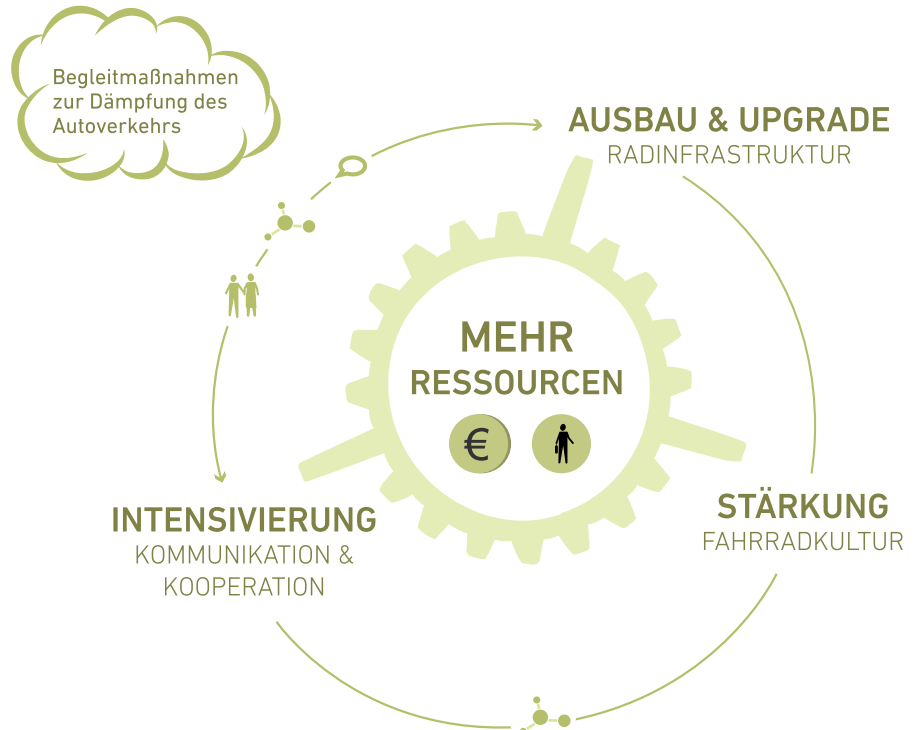 Begleitmaßnahmen
zur Dämpfung des
Autoverkehrs
AUSBAU & UPGRADE
RADINFRASTRUKTUR
MEHR
RESSOURCEN
€
STÄRKUNG
FAHRRADKULTUR
INTENSIVIERUNG
KOMMUNIKATION &
KOOPERATION